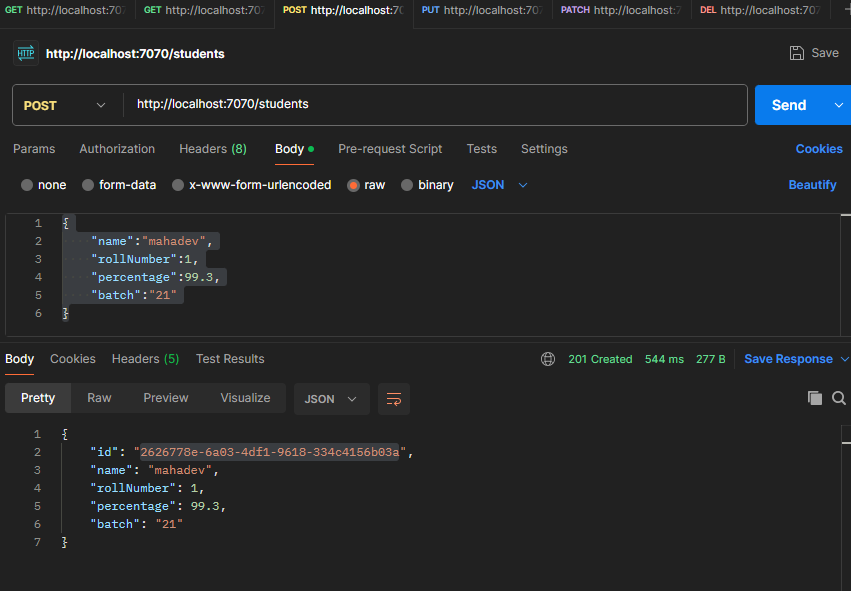 GET http://localhost:707 GET http://localhost:707 POST http://localhost:70 PUT http://localhost:707 PATCH http://localhost:7 DEL http://localhost:707
HTTP http://localhost:7070/students Save
POST http://localhost:7070/students Send
Params Authorization Headers (8) Body Pre-request Script Tests Settings Cookies
none form-data x-www-form-urlencoded raw binary JSON Beautify
1 {
2 "name":"mahadev",
3 "rollNumber":1,
4 "percentage":99.3,
5 "batch":"21"
6 }
Body Cookies Headers (5) Test Results 201 Created 544 ms 277 B Save Response
Pretty Raw Preview Visualize JSON
1 {
2 "id": "2626778e-6a03-4df1-9618-334c4156b03a",
3 "name": "mahadev",
4 "rollNumber": 1,
5 "percentage": 99.3,
6 "batch": "21"
7 }